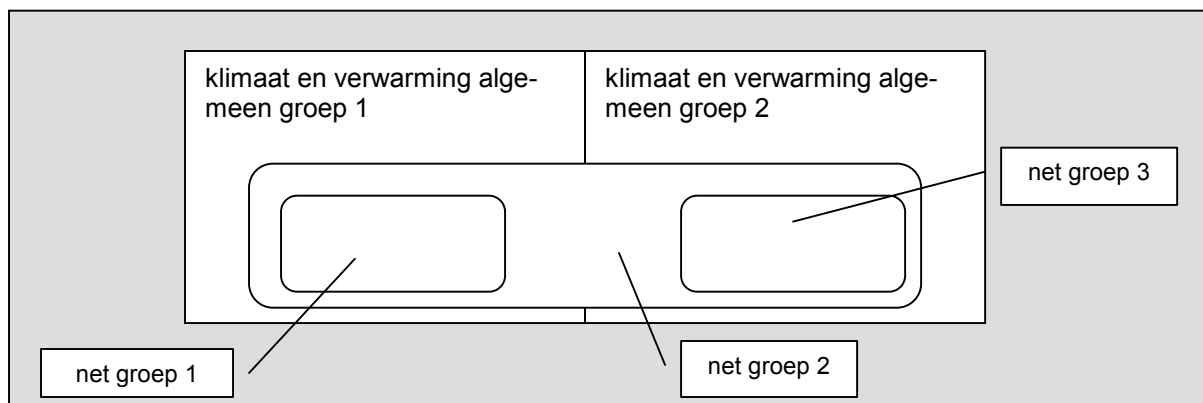 klimaat en verwarming alge-
meen groep 1
klimaat en verwarming alge-
meen groep 2
net groep 3
net groep 1
net groep 2